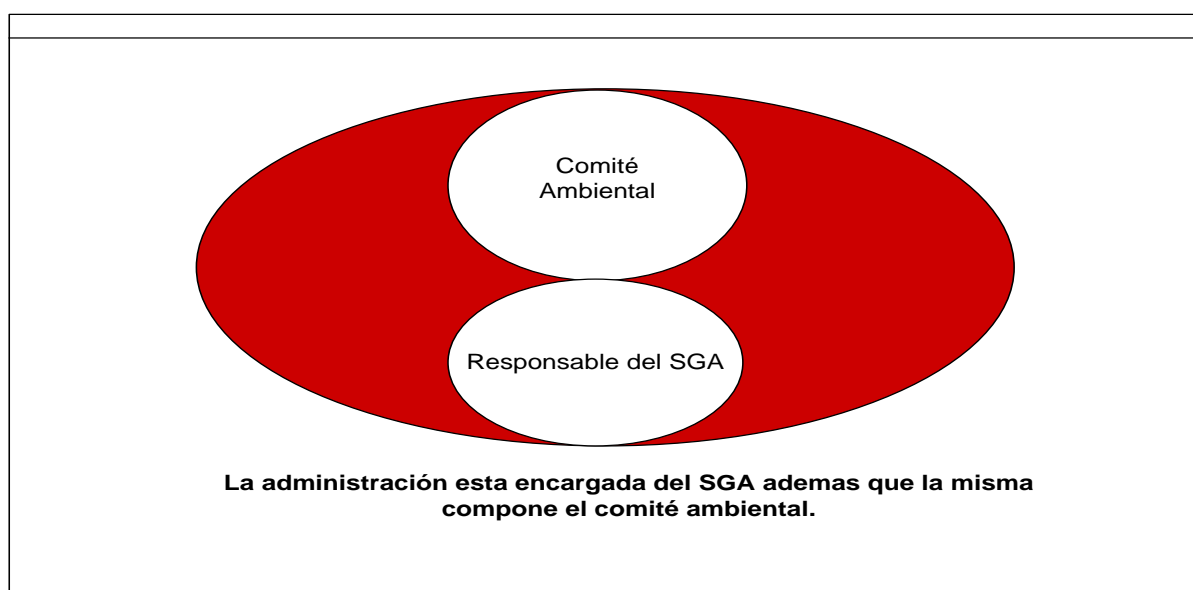 Comité
Ambiental
Responsable del SGA
La administración esta encargada del SGA ademas que la misma
compone el comité ambiental.